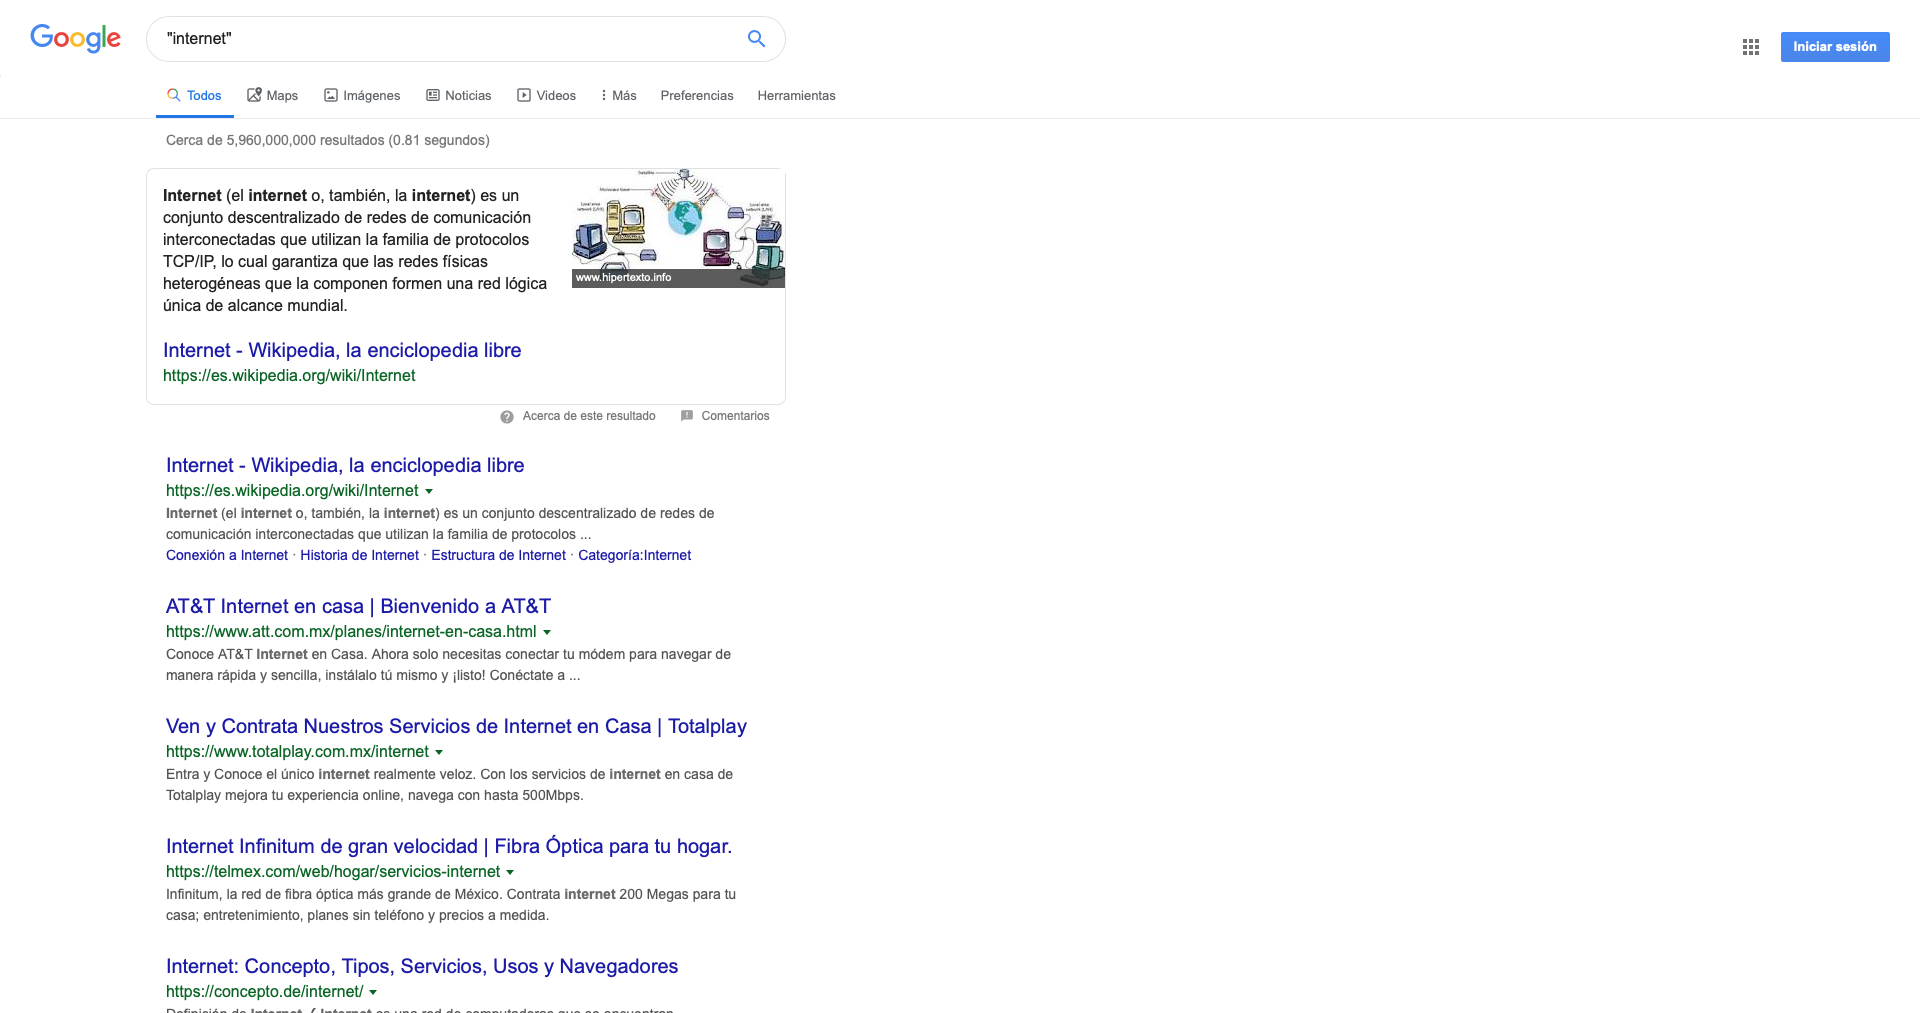 Google
"internet"
Iniciar sesión
Todos Maps Imágenes Noticias Videos Más Preferencias Herramientas
Cerca de 5,960,000,000 resultados (0.81 segundos)
Internet (el internet o, también, la internet) es un
conjunto descentralizado de redes de comunicación
interconectadas que utilizan la familia de protocolos
TCP/IP, lo cual garantiza que las redes físicas
heterogéneas que la componen formen una red lógica
única de alcance mundial.
Satellite
Microwave tower
Local area
network (LAN)
Local area
network (LAN)
www.hipertexto.info
Internet - Wikipedia, la enciclopedia libre
https://es.wikipedia.org/wiki/Internet
Acerca de este resultado Comentarios
Internet - Wikipedia, la enciclopedia libre
https://es.wikipedia.org/wiki/Internet
Internet (el internet o, también, la internet) es un conjunto descentralizado de redes de
comunicación interconectadas que utilizan la familia de protocolos ...
Conexión a Internet · Historia de Internet · Estructura de Internet · Categoría:Internet
AT&T Internet en casa | Bienvenido a AT&T
https://www.att.com.mx/planes/internet-en-casa.html
Conoce AT&T Internet en Casa. Ahora solo necesitas conectar tu módem para navegar de
manera rápida y sencilla, instálalo tú mismo y ¡listo! Conéctate a ...
Ven y Contrata Nuestros Servicios de Internet en Casa | Totalplay
https://www.totalplay.com.mx/internet
Entra y Conoce el único internet realmente veloz. Con los servicios de internet en casa de
Totalplay mejora tu experiencia online, navega con hasta 500Mbps.
Internet Infinitum de gran velocidad | Fibra Óptica para tu hogar.
https://telmex.com/web/hogar/servicios-internet
Infinitum, la red de fibra óptica más grande de México. Contrata internet 200 Megas para tu
casa; entretenimiento, planes sin teléfono y precios a medida.
Internet: Concepto, Tipos, Servicios, Usos y Navegadores
https://concepto.de/internet/